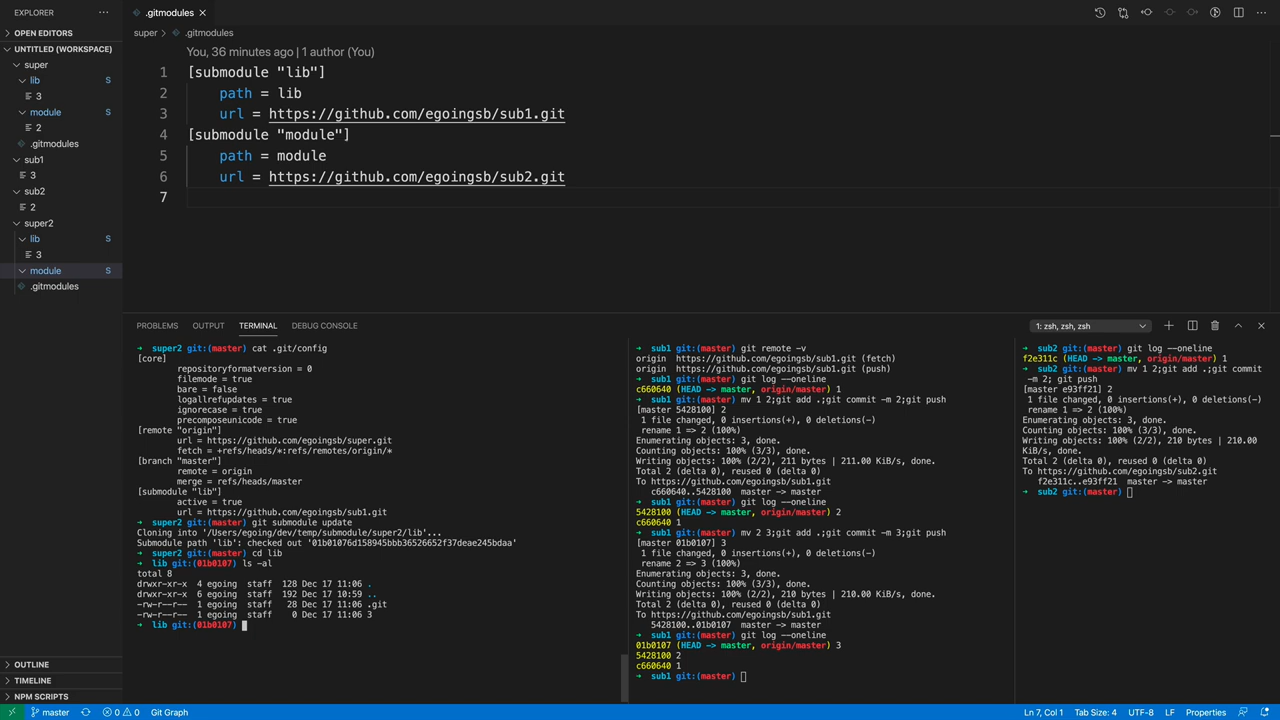 EXPLORER
OPEN EDITORS
UNTITLED (WORKSPACE)
super
lib S
3
module S
2
.gitmodules
sub1
3
sub2
2
super2
lib S
3
module S
.gitmodules
OUTLINE
TIMELINE
NPM SCRIPTS
.gitmodules
super > .gitmodules
You, 36 minutes ago | 1 author (You)
1 [submodule "lib"]
2 path = lib
3 url = https://github.com/egoingsb/sub1.git
4 [submodule "module"]
5 path = module
6 url = https://github.com/egoingsb/sub2.git
7
PROBLEMS OUTPUT TERMINAL DEBUG CONSOLE
1: zsh, zsh, zsh
➜ super2 git:(master) cat .git/config
[core]
repositoryformatversion = 0
filemode = true
bare = false
logallrefupdates = true
ignorecase = true
precomposeunicode = true
[remote "origin"]
url = https://github.com/egoingsb/super.git
fetch = +refs/heads/*:refs/remotes/origin/*
[branch "master"]
remote = origin
merge = refs/heads/master
[submodule "lib"]
active = true
url = https://github.com/egoingsb/sub1.git
➜ super2 git:(master) git submodule update
Cloning into '/Users/egoing/dev/temp/submodule/super2/lib'...
Submodule path 'lib': checked out '01b01076d158945bbb36526652f37deae245bdaa'
➜ super2 git:(master) cd lib
➜ lib git:(01b0107) ls -al
total 8
drwxr-xr-x 4 egoing staff 128 Dec 17 11:06 .
drwxr-xr-x 6 egoing staff 192 Dec 17 10:59 ..
-rw-r--r-- 1 egoing staff 28 Dec 17 11:06 .git
-rw-r--r-- 1 egoing staff 0 Dec 17 11:06 3
➜ lib git:(01b0107)
➜ sub1 git:(master) git remote -v
origin https://github.com/egoingsb/sub1.git (fetch)
origin https://github.com/egoingsb/sub1.git (push)
➜ sub1 git:(master) git log --oneline
c660640 (HEAD -> master, origin/master) 1
➜ sub1 git:(master) mv 1 2;git add .;git commit -m 2;git push
[master 5428100] 2
1 file changed, 0 insertions(+), 0 deletions(-)
rename 1 => 2 (100%)
Enumerating objects: 3, done.
Counting objects: 100% (3/3), done.
Writing objects: 100% (2/2), 211 bytes | 211.00 KiB/s, done.
Total 2 (delta 0), reused 0 (delta 0)
To https://github.com/egoingsb/sub1.git
c660640..5428100 master -> master
➜ sub1 git:(master) git log --oneline
5428100 (HEAD -> master, origin/master) 2
c660640 1
➜ sub1 git:(master) mv 2 3;git add .;git commit -m 3;git push
[master 01b0107] 3
1 file changed, 0 insertions(+), 0 deletions(-)
rename 2 => 3 (100%)
Enumerating objects: 3, done.
Counting objects: 100% (3/3), done.
Writing objects: 100% (2/2), 210 bytes | 210.00 KiB/s, done.
Total 2 (delta 0), reused 0 (delta 0)
To https://github.com/egoingsb/sub1.git
5428100..01b0107 master -> master
➜ sub1 git:(master) git log --oneline
01b0107 (HEAD -> master, origin/master) 3
5428100 2
c660640 1
➜ sub1 git:(master)
➜ sub2 git:(master) git log --oneline
f2e311c (HEAD -> master, origin/master) 1
➜ sub2 git:(master) mv 1 2;git add .;git commit
-m 2; git push
[master e93ff21] 2
1 file changed, 0 insertions(+), 0 deletions(-)
rename 1 => 2 (100%)
Enumerating objects: 3, done.
Counting objects: 100% (3/3), done.
Writing objects: 100% (2/2), 210 bytes | 210.00
KiB/s, done.
Total 2 (delta 0), reused 0 (delta 0)
To https://github.com/egoingsb/sub2.git
f2e311c..e93ff21 master -> master
➜ sub2 git:(master)
master 0 0 Git Graph
Ln 7, Col 1 Tab Size: 4 UTF-8 LF Properties